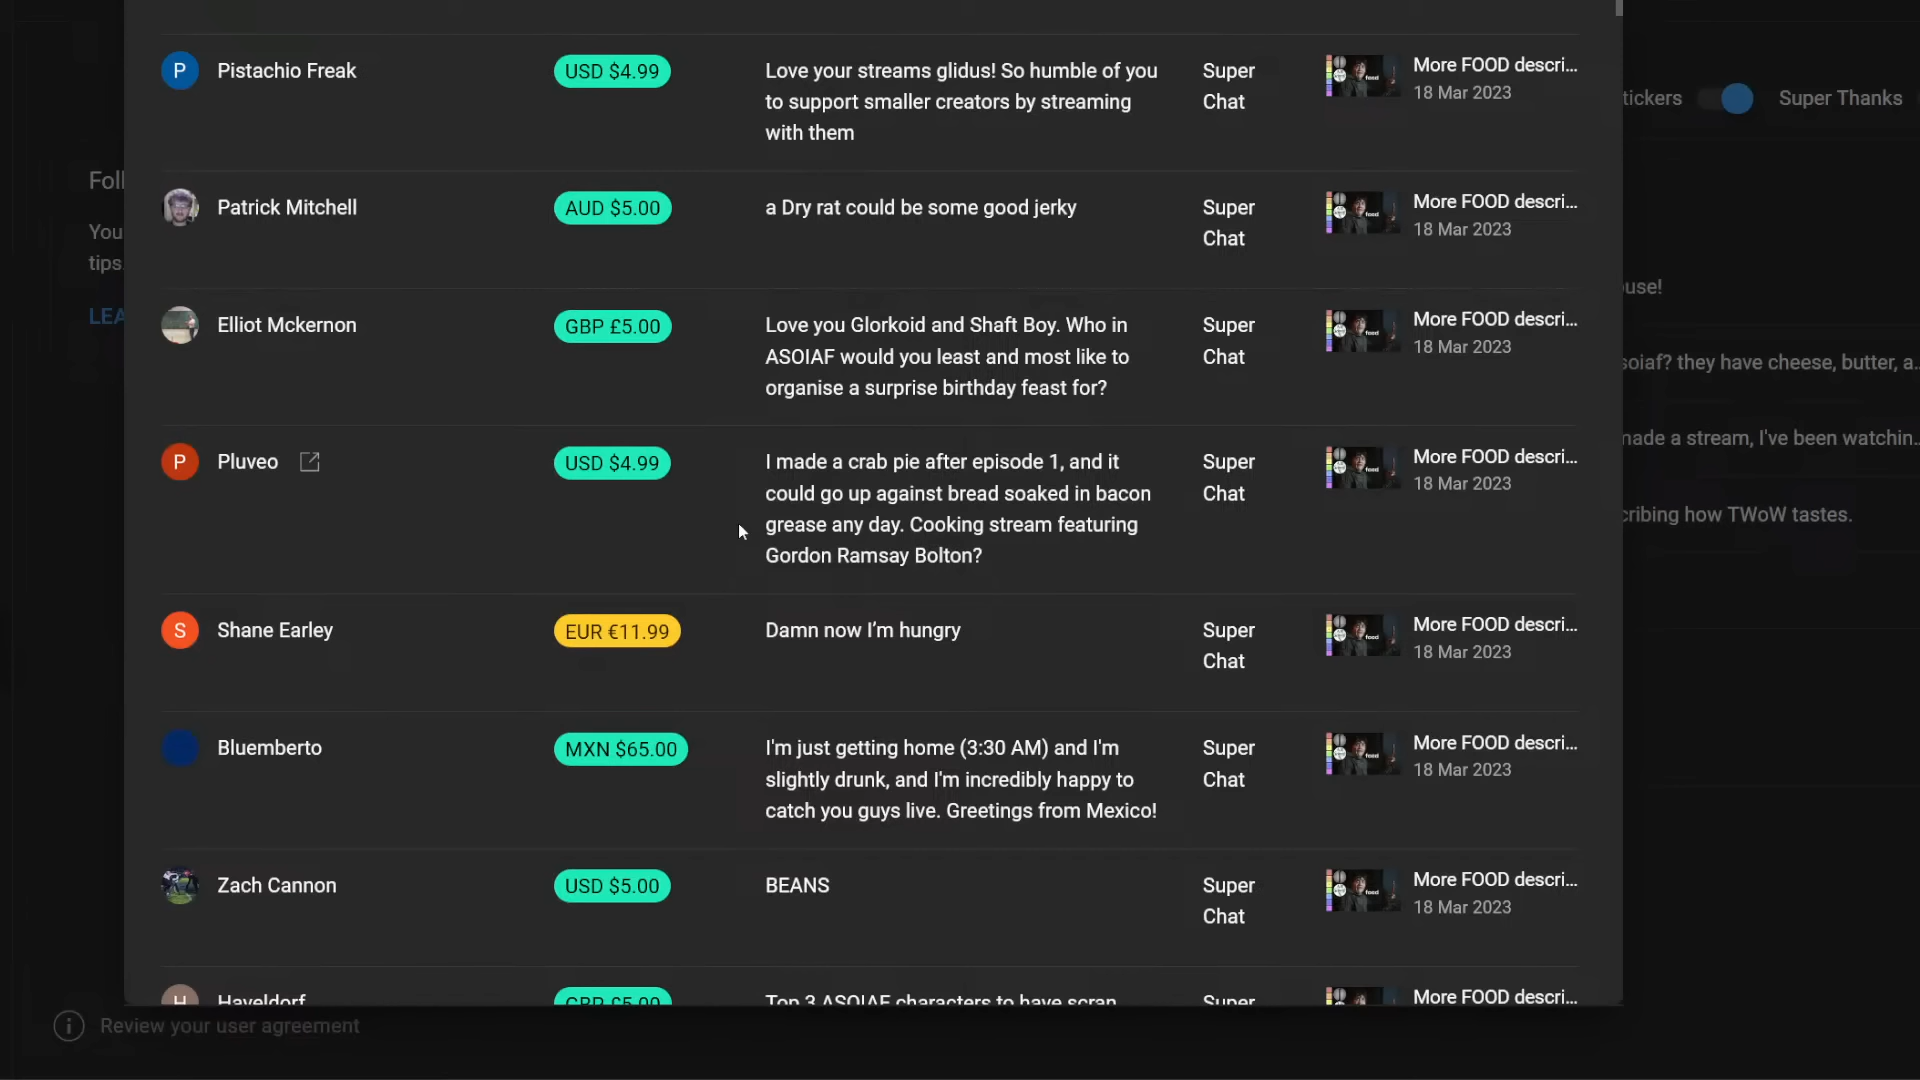 P
Pistachio Freak
USD $4.99
Love your streams glidus! So humble of you
to support smaller creators by streaming
with them
Super
Chat
More FOOD descri...
18 Mar 2023
tickers
Super Thanks
Foll
You
tips
LEA
Patrick Mitchell
AUD $5.00
a Dry rat could be some good jerky
Super
Chat
More FOOD descri...
18 Mar 2023
use!
Elliot Mckernon
GBP £5.00
Love you Glorkoid and Shaft Boy. Who in
ASOIAF would you least and most like to
organise a surprise birthday feast for?
Super
Chat
More FOOD descri...
18 Mar 2023
soiaf? they have cheese, butter, a...
P
Pluveo
USD $4.99
I made a crab pie after episode 1, and it
could go up against bread soaked in bacon
grease any day. Cooking stream featuring
Gordon Ramsay Bolton?
Super
Chat
More FOOD descri...
18 Mar 2023
made a stream, I've been watchin...
cribing how TWoW tastes.
S
Shane Earley
EUR €11.99
Damn now I'm hungry
Super
Chat
More FOOD descri...
18 Mar 2023
Bluemberto
MXN $65.00
I'm just getting home (3:30 AM) and I'm
slightly drunk, and I'm incredibly happy to
catch you guys live. Greetings from Mexico!
Super
Chat
More FOOD descri...
18 Mar 2023
Zach Cannon
USD $5.00
BEANS
Super
Chat
More FOOD descri...
18 Mar 2023
H
Haveldorf
GBP £5.00
Top 3 ASOIAF characters to have scran
Super
More FOOD descri...
Review your user agreement